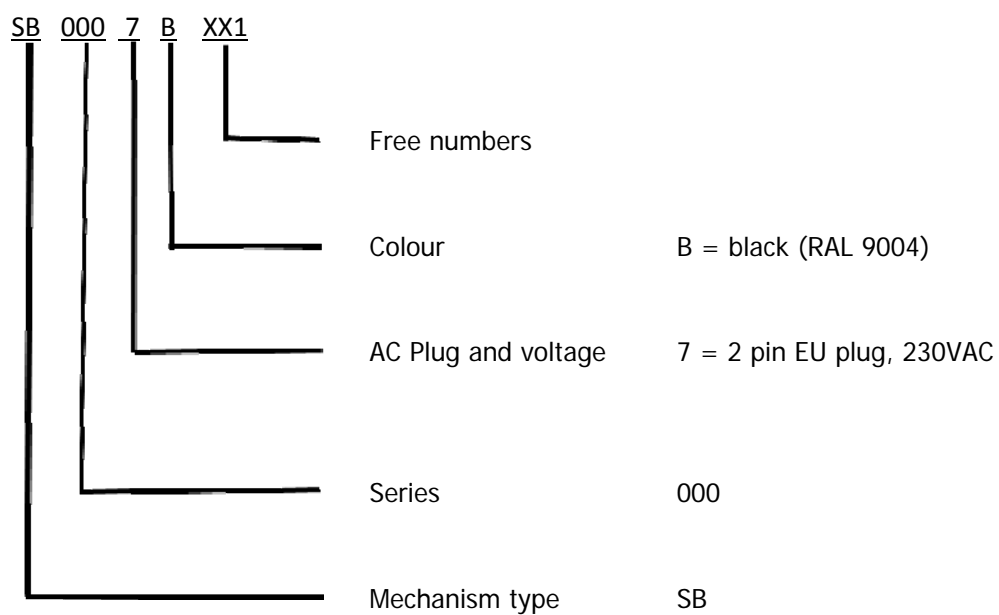 SB 000 7 B XX1
Free numbers
Colour B = black (RAL 9004)
AC Plug and voltage 7 = 2 pin EU plug, 230VAC
Series 000
Mechanism type SB